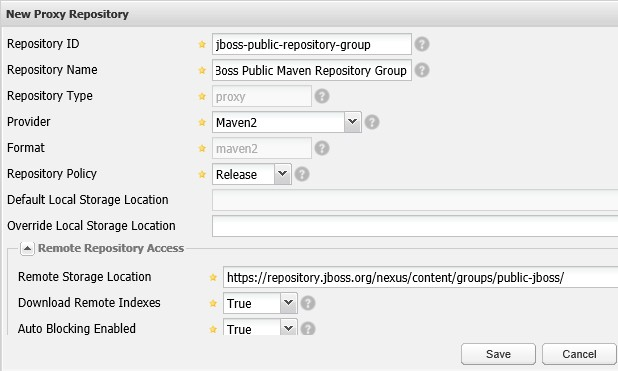 New Proxy Repository
Repository ID jboss-public-repository-group
Repository Name Boss Public Maven Repository Group
Repository Type proxy
Provider Maven2
Format maven2
Repository Policy Release
Default Local Storage Location
Override Local Storage Location
Remote Repository Access
Remote Storage Location https://repository.jboss.org/nexus/content/groups/public-jboss/
Download Remote Indexes True
Auto Blocking Enabled True
Save Cancel